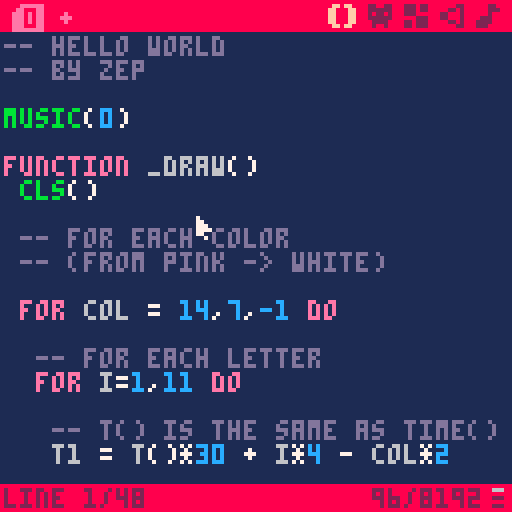 0 +
-- HELLO WORLD
-- BY ZEP
MUSIC(0)
FUNCTION _DRAW()
CLS()
-- FOR EACH COLOR
-- (FROM PINK -> WHITE)
FOR COL = 14,7,-1 DO
-- FOR EACH LETTER
FOR I=1,11 DO
-- T() IS THE SAME AS TIME()
T1 = T()*30 + I*4 - COL*2
LINE 1/48 96/8192